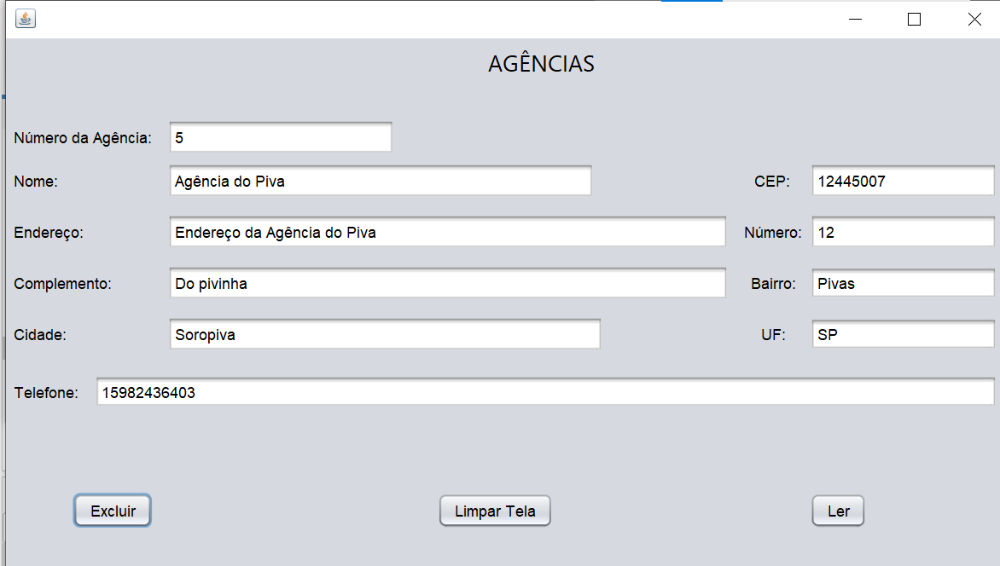 AGÊNCIAS
Número da Agência: 5
Nome: Agência do Piva CEP: 12445007
Endereço: Endereço da Agência do Piva Número: 12
Complemento: Do pivinha Bairro: Pivas
Cidade: Soropiva UF: SP
Telefone: 15982436403
Excluir Limpar Tela Ler